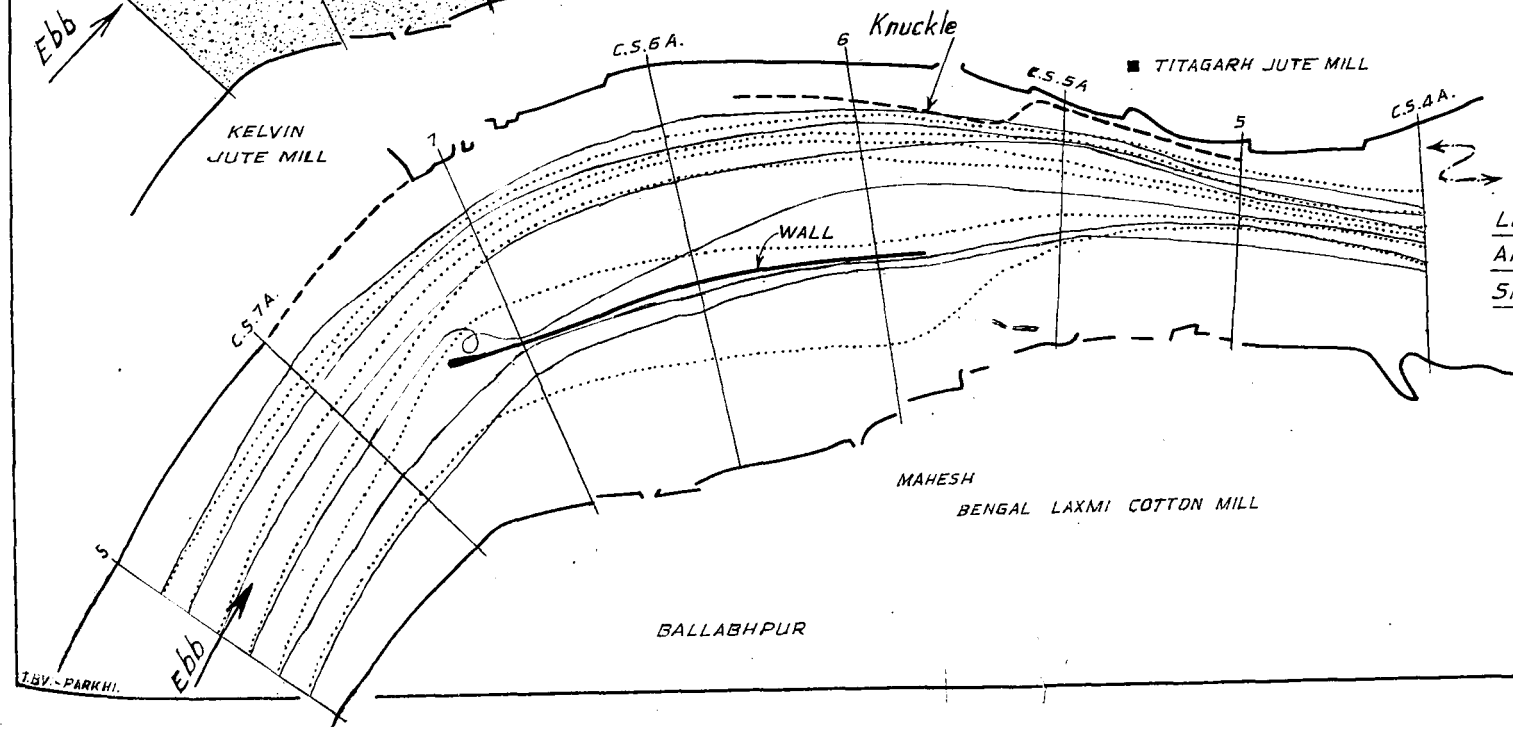 Ebb
Knuckle
C.S.6A.
6
C.S.5A
TITAGARH JUTE MILL
C.S.4A.
KELVIN
JUTE MILL
7
5
WALL
C.S.7A.
MAHESH
BENGAL LAXMI COTTON MILL
5
BALLABHPUR
Ebb
T.BV.-PARKHI.